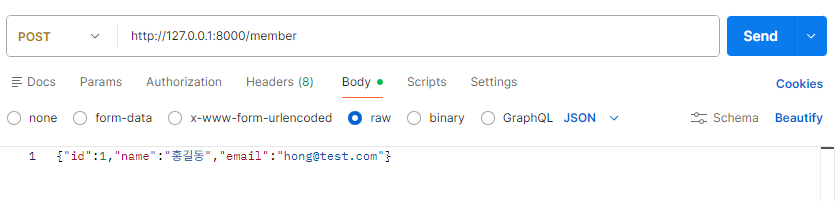 POST http://127.0.0.1:8000/member Send
Docs Params Authorization Headers (8) Body Scripts Settings Cookies
none form-data x-www-form-urlencoded raw binary GraphQL JSON Schema Beautify
1 {"id":1,"name":"홍길동","email":"hong@test.com"}